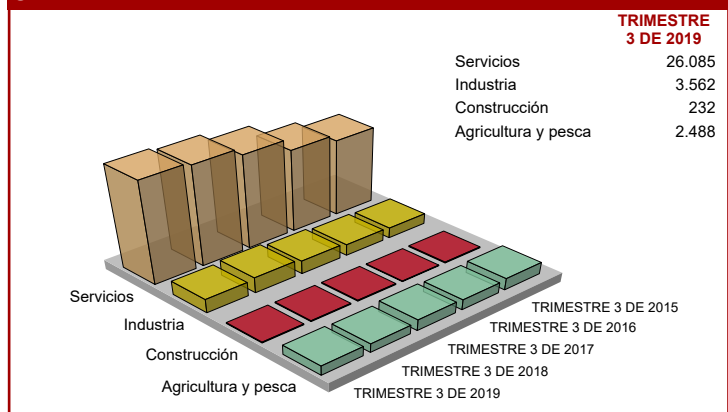 TRIMESTRE
3 DE 2019
Servicios 26.085
Industria 3.562
Construcción 232
Agricultura y pesca 2.488
Servicios
Industria
Construcción
Agricultura y pesca
TRIMESTRE 3 DE 2015
TRIMESTRE 3 DE 2016
TRIMESTRE 3 DE 2017
TRIMESTRE 3 DE 2018
TRIMESTRE 3 DE 2019